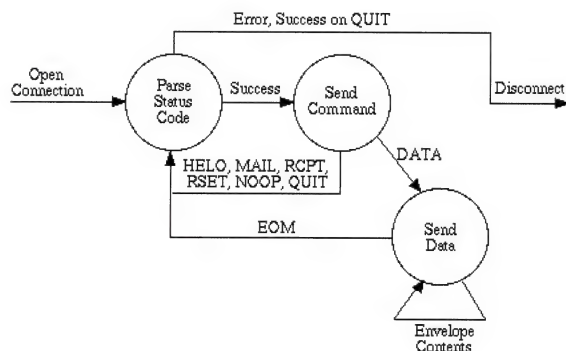 Error, Success on QUIT
Open
Connection
Parse
Status
Code
Success
Send
Command
Disconnect
HELO, MAIL, RCPT,
RSET, NOOP, QUIT
DATA
EOM
Send
Data
Envelope
Contents